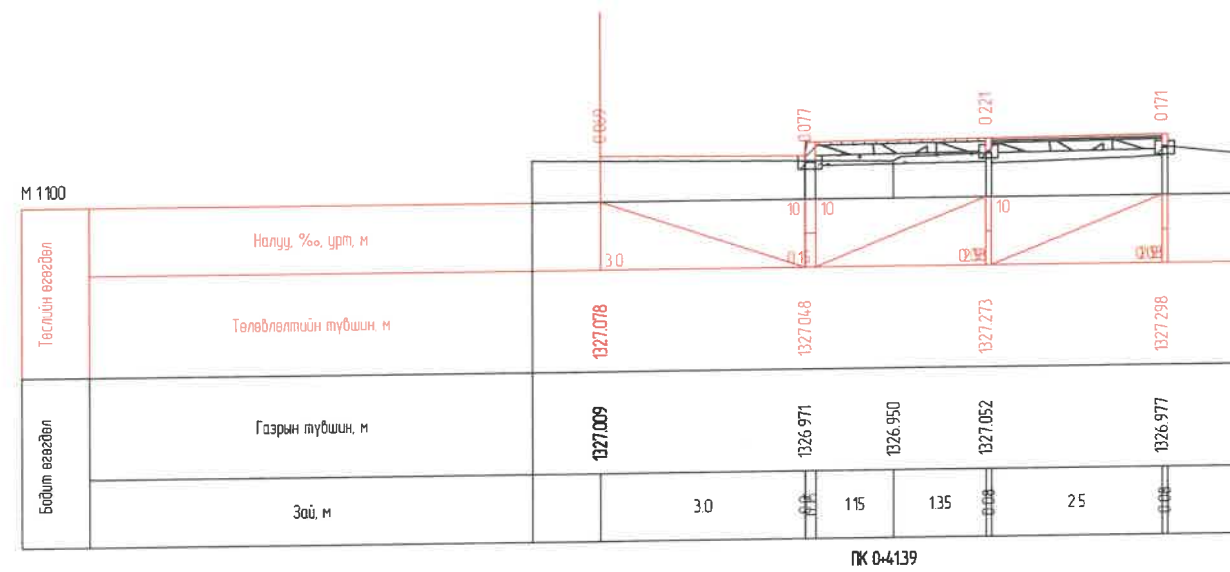 0.069 0.077 0.221 0.171
М 1:100
Төслийн өгөгдөл
Налуу, ‰, урт, м
10 10 10
3.0 0.15
Төлөвлөлтийн түвшин, м
1327.078 1327.048 1327.273 1327.298
Бодит өгөгдөл
Газрын түвшин, м
1327.009 1326.971 1326.950 1327.052 1326.977
Зай, м
3.0 1.15 1.35 0.08 2.5 0.08
ПК 0+41.39